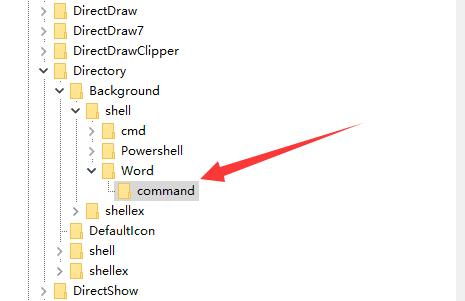 DirectDraw
DirectDraw7
DirectDrawClipper
Directory
Background
shell
cmd
Powershell
Word
command
shellex
DefaultIcon
shell
shellex
DirectShow